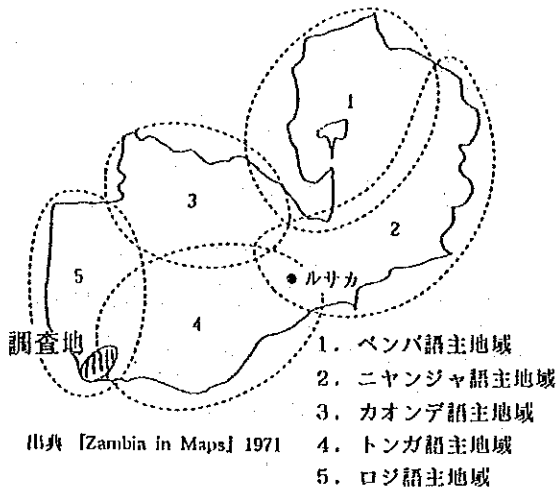 1
2
3
4
5
ルサカ
調査地
1. ベンバ語主地域
2. ニヤンジャ語主地域
3. カオンデ語主地域
4. トンガ語主地域
5. ロジ語主地域
出典『Zambia in Maps』1971